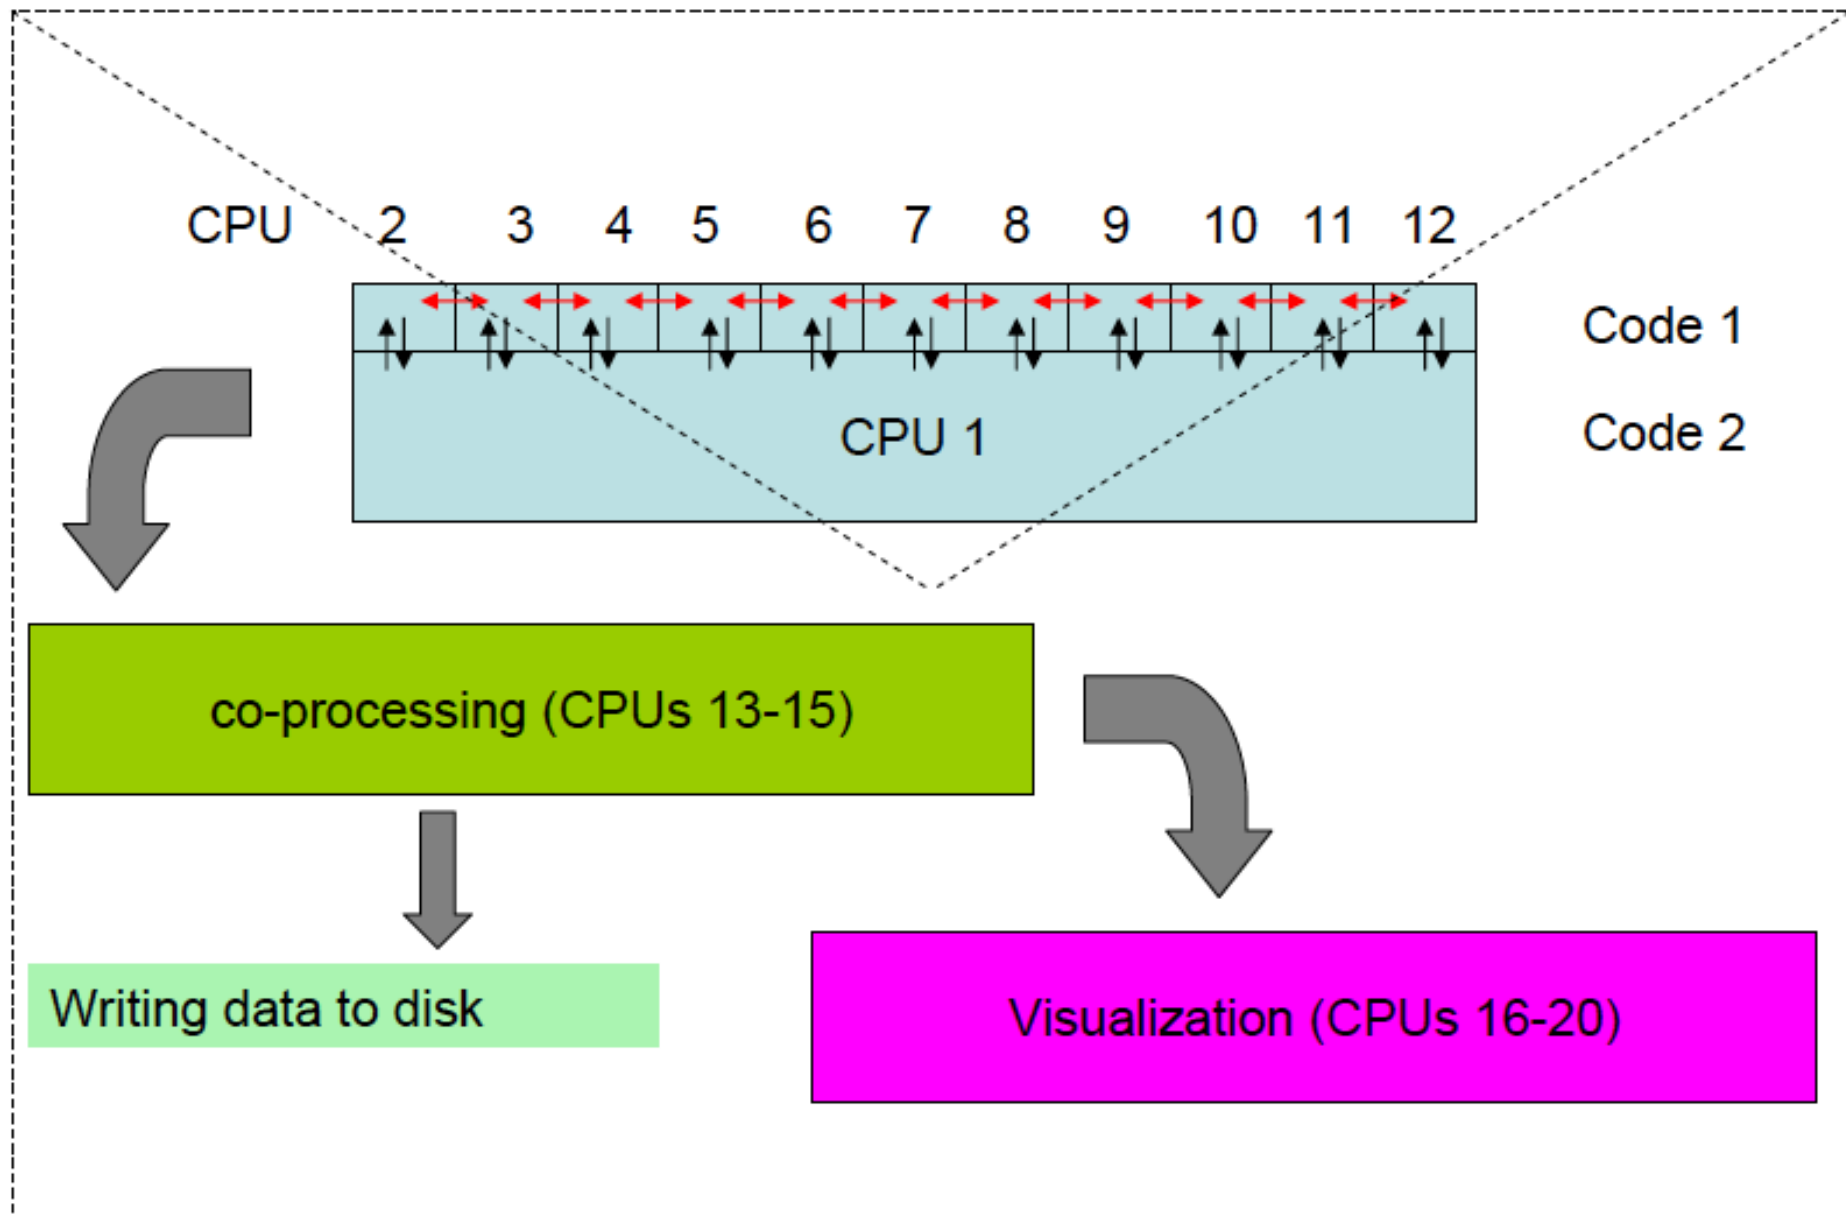 CPU 2 3 4 5 6 7 8 9 10 11 12
Code 1
CPU 1 Code 2
co-processing (CPUs 13-15)
Writing data to disk
Visualization (CPUs 16-20)